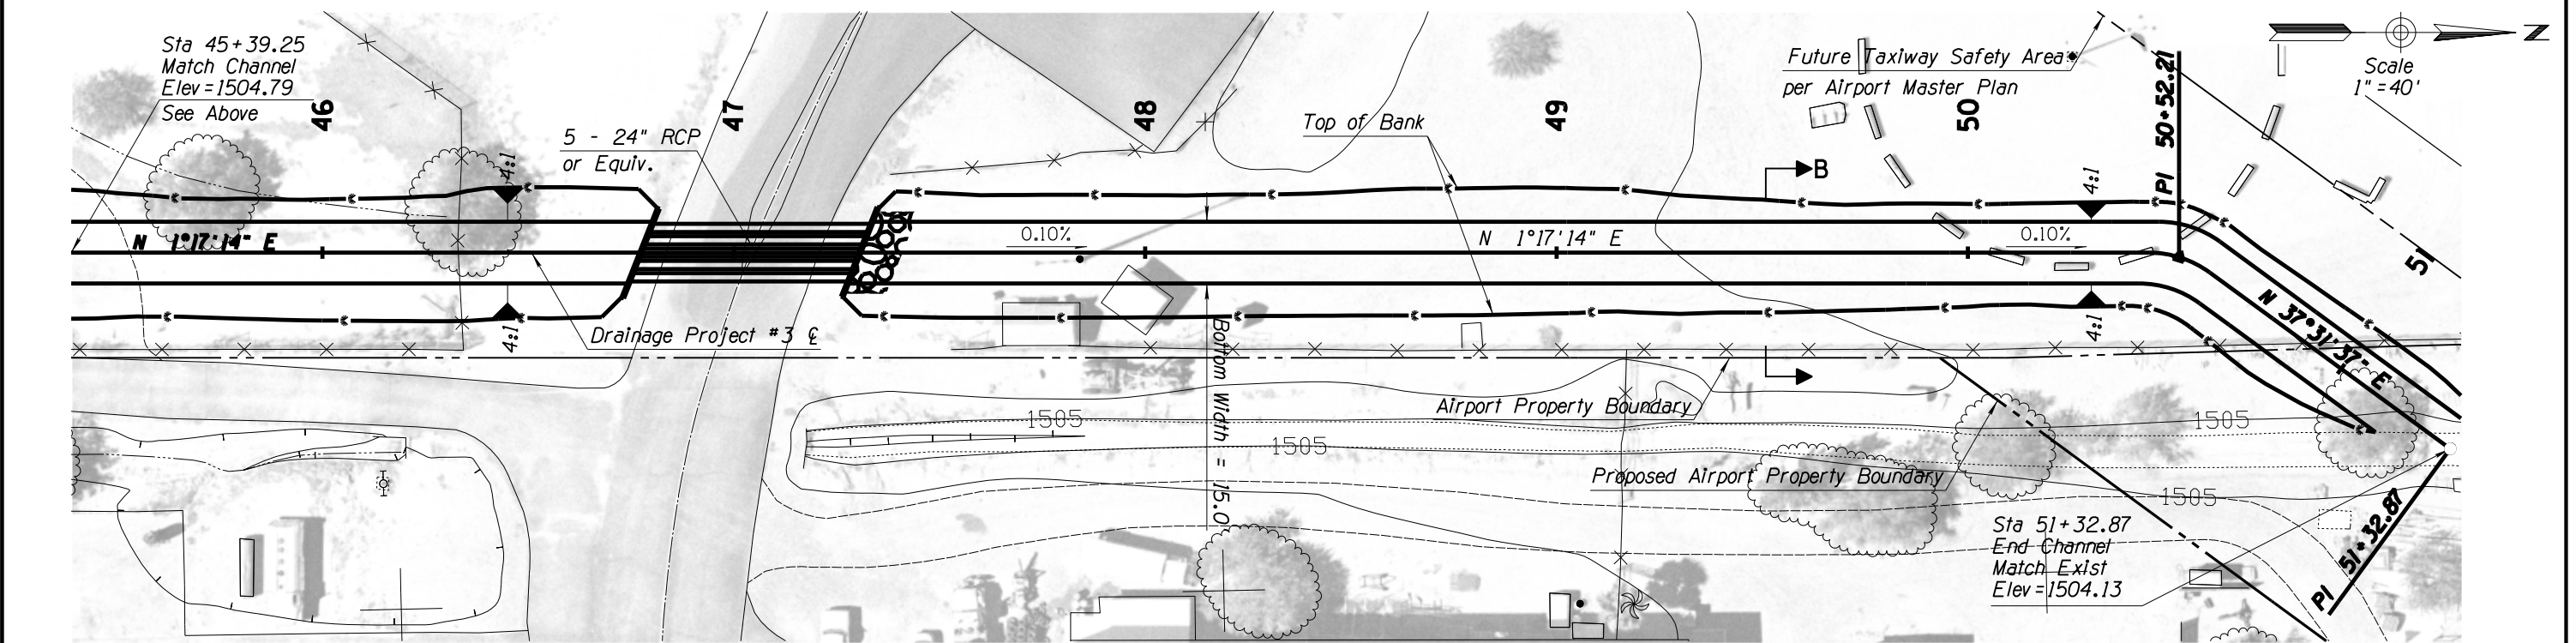 Sta 45+39.25
Match Channel
Elev=1504.79
See Above
46
47
48
49
50
51
5 - 24" RCP
or Equiv.
Top of Bank
Future Taxiway Safety Area
per Airport Master Plan
PI 50+52.21
N
Scale
1"=40'
4:1
B
4:1
N 1°17'14" E
0.10%
N 1°17'14" E
0.10%
N 37°31'37" E
4:1
Drainage Project #3 ℄
4:1
Bottom Width = 15.0'
Airport Property Boundary
1505
1505
1505
Proposed Airport Property Boundary
1505
Sta 51+32.87
End Channel
Match Exist
Elev=1504.13
PI 51+32.87